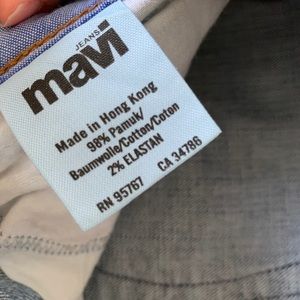 JEANS
mavi
Made in Hong Kong
98% Pamuk/
Baumwolle/Cotton/Coton
2% ELASTAN
RN 95767 CA 34786